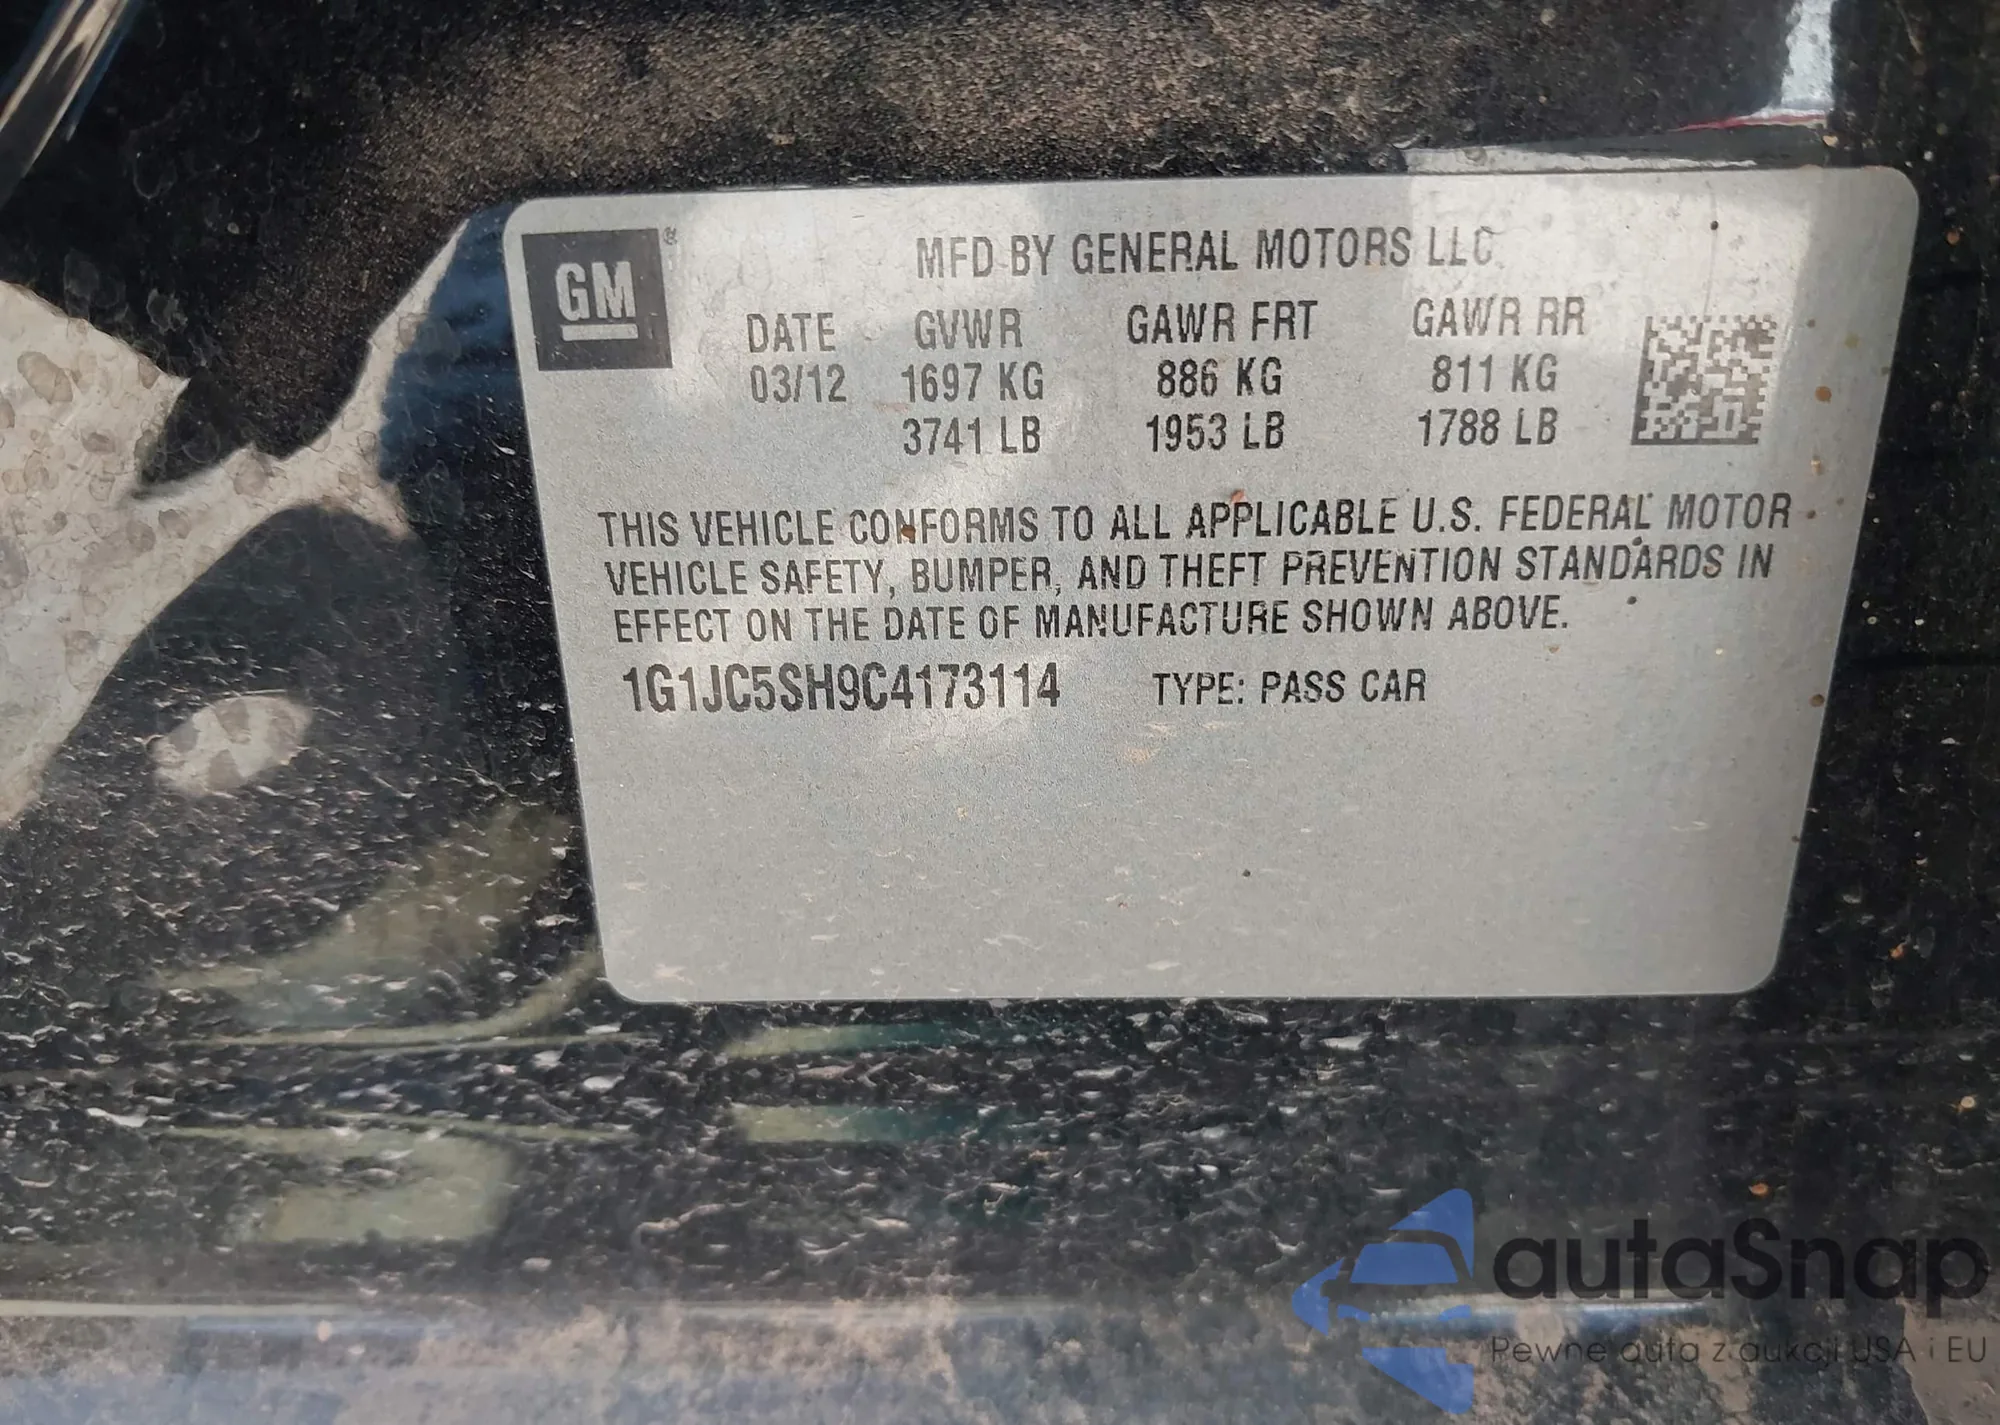 GM
®
MFD BY GENERAL MOTORS LLC
DATE GVWR GAWR FRT GAWR RR
03/12 1697 KG 886 KG 811 KG
3741 LB 1953 LB 1788 LB
THIS VEHICLE CONFORMS TO ALL APPLICABLE U.S. FEDERAL MOTOR
VEHICLE SAFETY, BUMPER, AND THEFT PREVENTION STANDARDS IN
EFFECT ON THE DATE OF MANUFACTURE SHOWN ABOVE.
1G1JC5SH9C4173114 TYPE: PASS CAR
autaSnap
Pewne auta z aukcji USA i EU